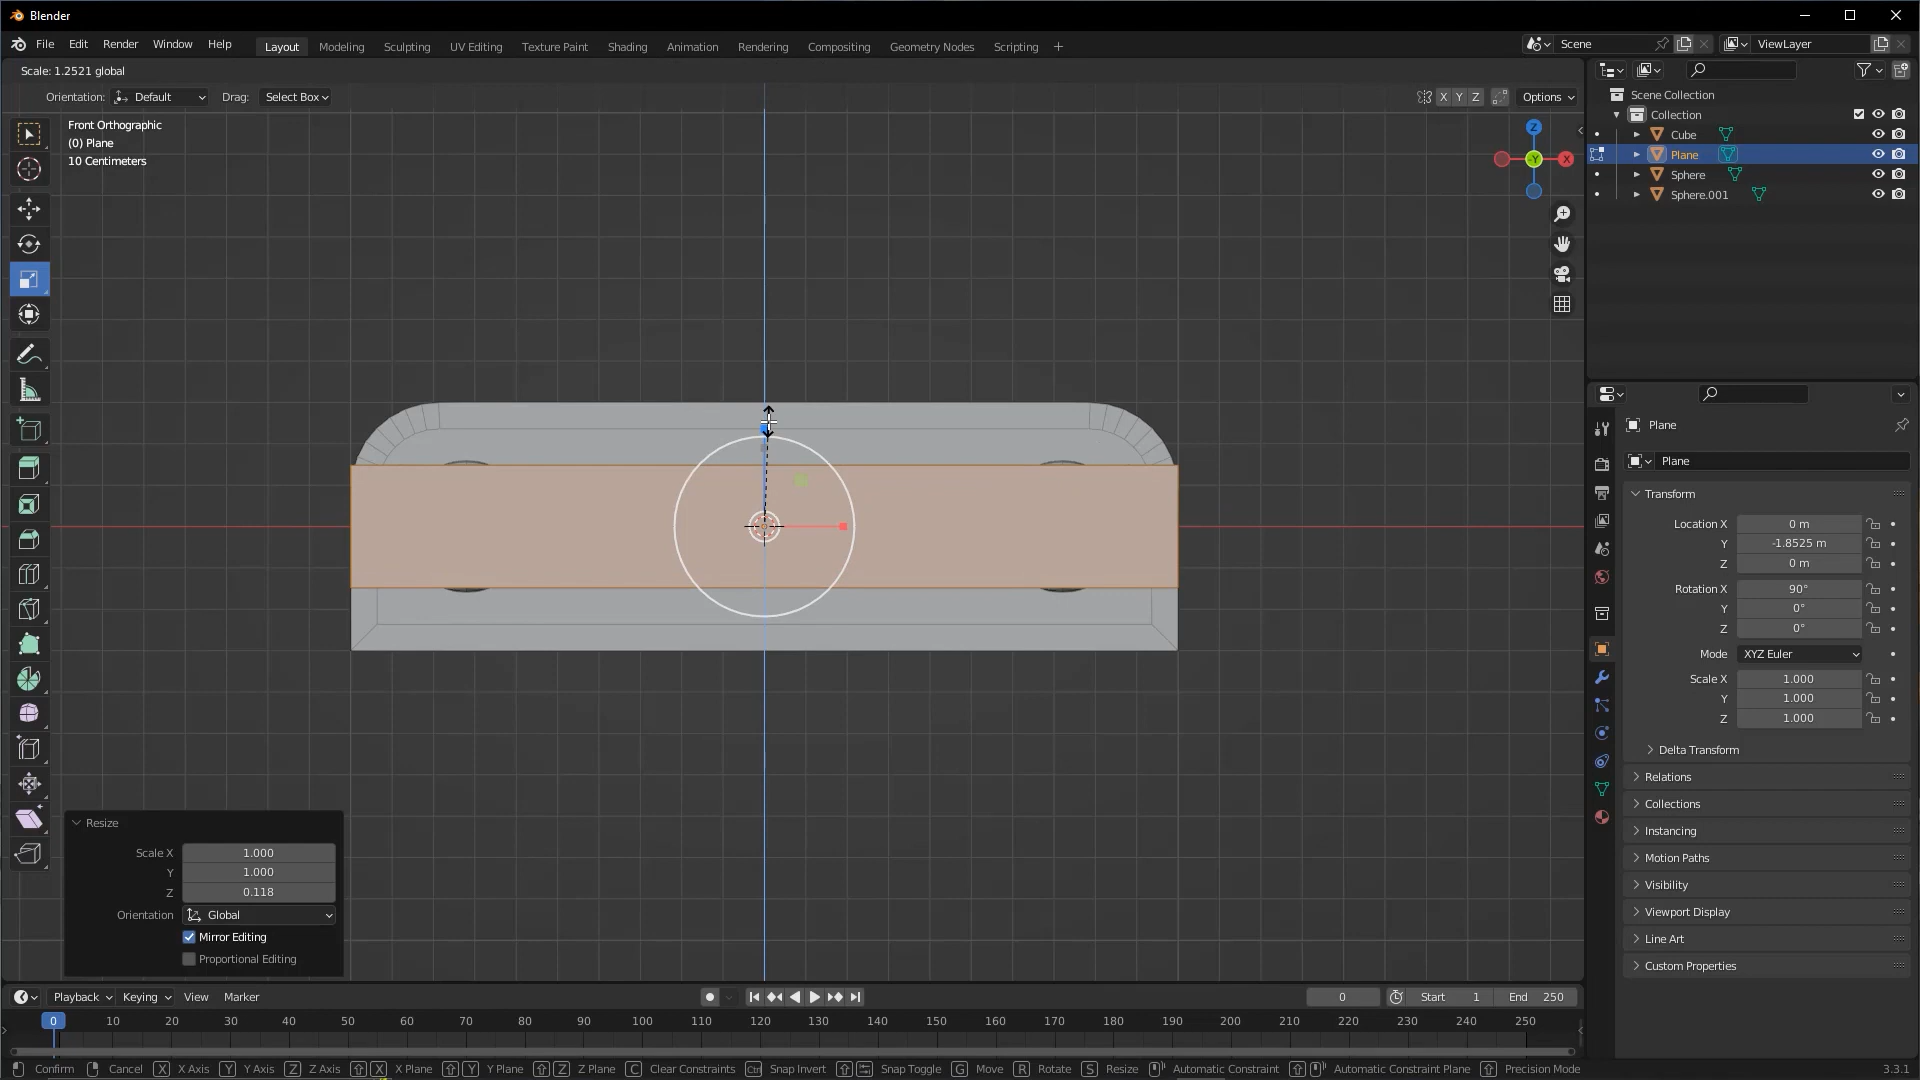 Blender
File Edit Render Window Help Layout Modeling Sculpting UV Editing Texture Paint Shading Animation Rendering Compositing Geometry Nodes Scripting + Scene ViewLayer
Scale: 1.2521 global
Orientation: Default Drag: Select Box X Y Z Options
Front Orthographic
(0) Plane
10 Centimeters
Z
-Y X
Scene Collection
Collection
Cube
Plane
Sphere
Sphere.001
Plane
Plane
Transform
Location X 0 m
Y -1.8525 m
Z 0 m
Rotation X 90°
Y 0°
Z 0°
Mode XYZ Euler
Scale X 1.000
Y 1.000
Z 1.000
Delta Transform
Relations
Collections
Instancing
Motion Paths
Visibility
Viewport Display
Line Art
Custom Properties
Resize
Scale X 1.000
Y 1.000
Z 0.118
Orientation Global
Mirror Editing
Proportional Editing
Playback Keying View Marker 0 Start 1 End 250
0 10 20 30 40 50 60 70 80 90 100 110 120 130 140 150 160 170 180 190 200 210 220 230 240 250
Confirm Cancel X X Axis Y Y Axis Z Z Axis X X Plane Y Y Plane Z Z Plane C Clear Constraints Ctrl Snap Invert Snap Toggle G Move R Rotate S Resize Automatic Constraint Automatic Constraint Plane Precision Mode 3.3.1